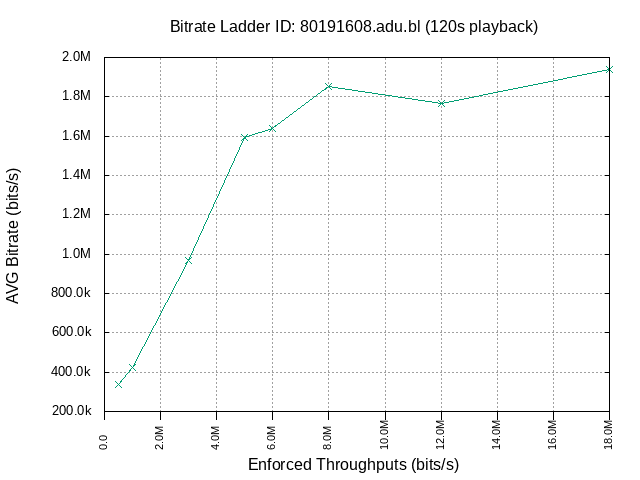 Bitrate Ladder ID: 80191608.adu.bl (120s playback)
2.0M
1.8M
1.6M
1.4M
1.2M
1.0M
800.0k
600.0k
400.0k
200.0k
AVG Bitrate (bits/s)
0.0
2.0M
4.0M
6.0M
8.0M
10.0M
12.0M
14.0M
16.0M
18.0M
Enforced Throughputs (bits/s)